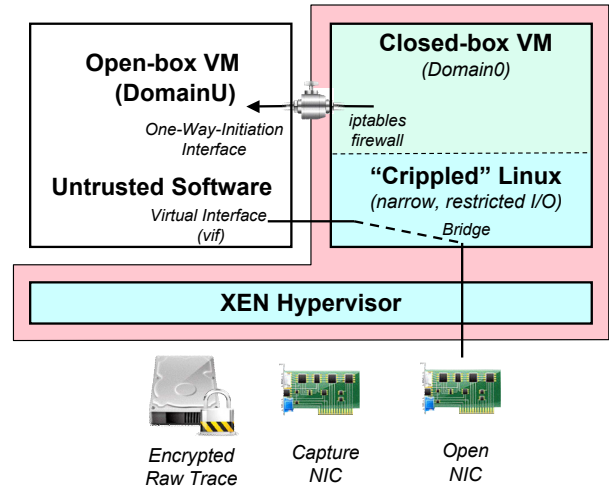 Open-box VM
(DomainU)
One-Way-Initiation
Interface
Untrusted Software
Virtual Interface
(vif)
Closed-box VM
(Domain0)
iptables
firewall
“Crippled” Linux
(narrow, restricted I/O)
Bridge
XEN Hypervisor
Encrypted
Raw Trace
Capture
NIC
Open
NIC